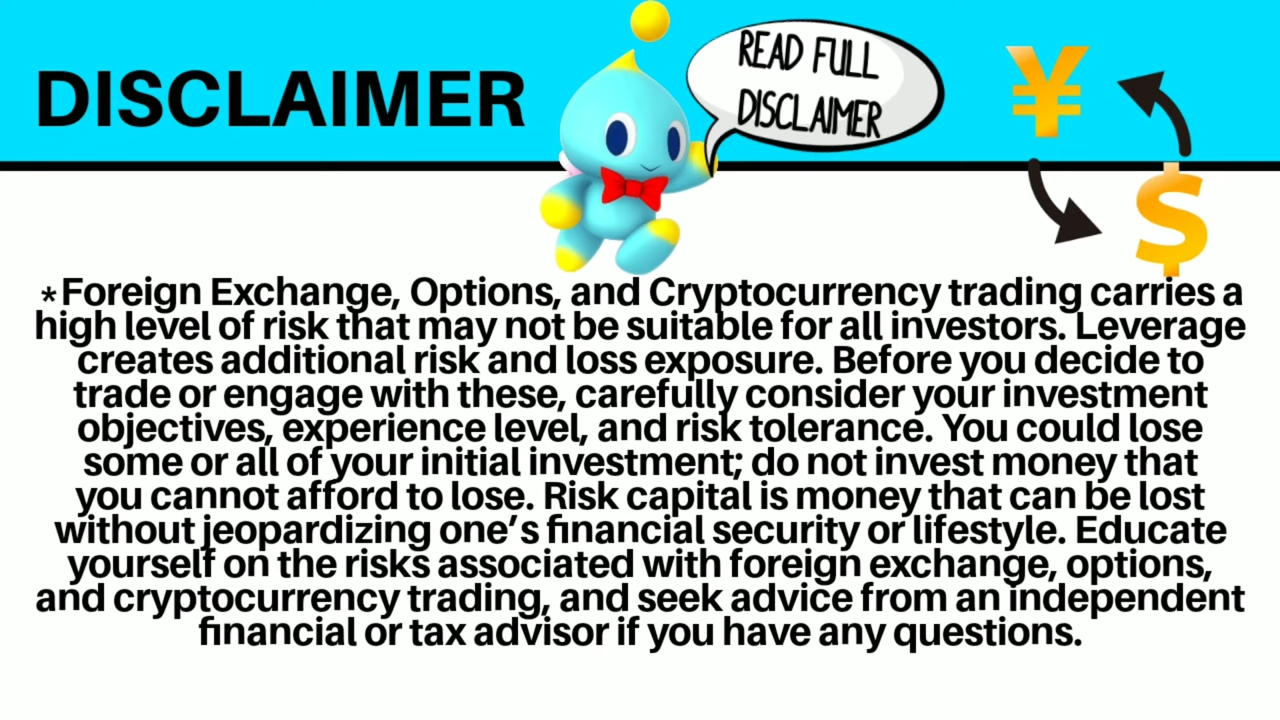 DISCLAIMER
READ FULL
DISCLAIMER
¥
$
*Foreign Exchange, Options, and Cryptocurrency trading carries a
high level of risk that may not be suitable for all investors. Leverage
creates additional risk and loss exposure. Before you decide to
trade or engage with these, carefully consider your investment
objectives, experience level, and risk tolerance. You could lose
some or all of your initial investment; do not invest money that
you cannot afford to lose. Risk capital is money that can be lost
without jeopardizing one’s financial security or lifestyle. Educate
yourself on the risks associated with foreign exchange, options,
and cryptocurrency trading, and seek advice from an independent
financial or tax advisor if you have any questions.